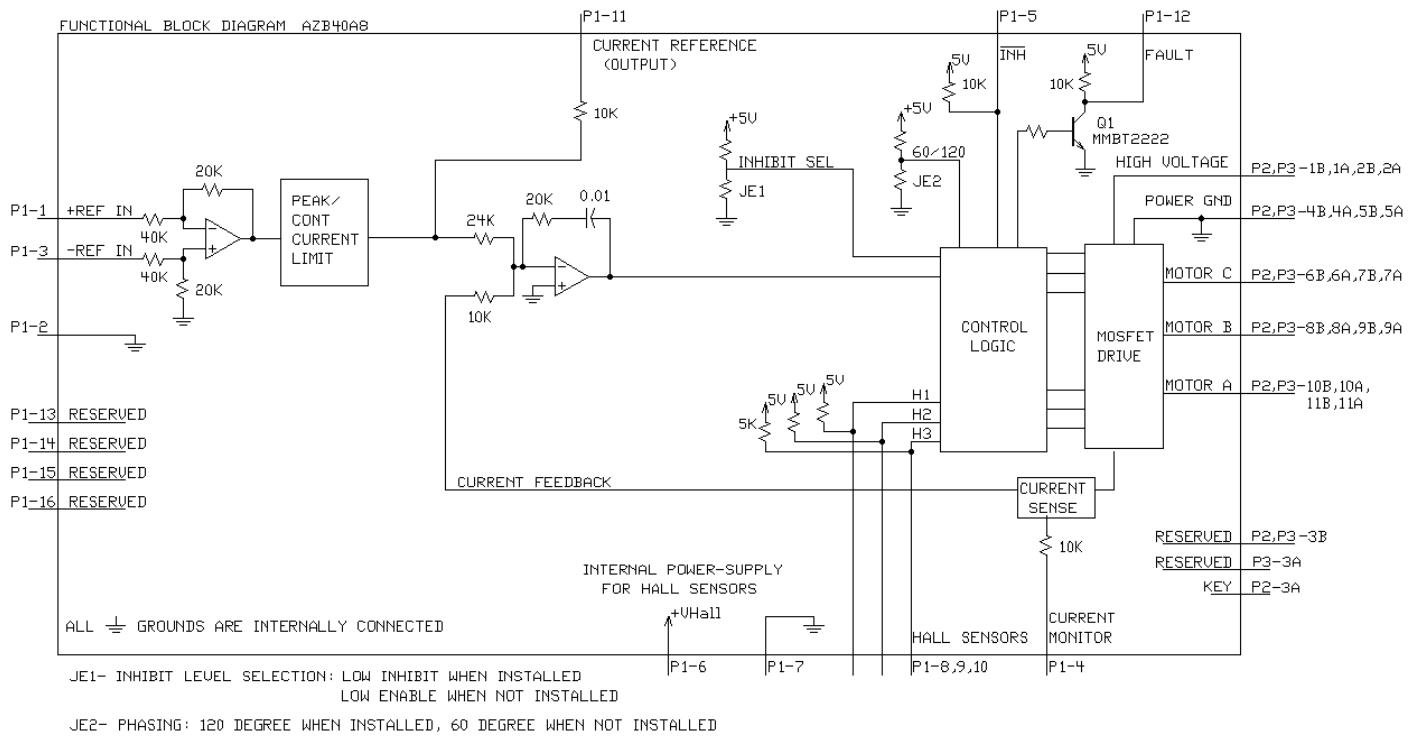 FUNCTIONAL BLOCK DIAGRAM AZB40A8
P1-11
P1-5
P1-12
CURRENT REFERENCE
(OUTPUT)
INH
FAULT
5V
10K
5V
10K
10K
+5V
+5V
Q1
MMBT2222
INHIBIT SEL
60/120
JE1
JE2
HIGH VOLTAGE
P2,P3-1B,1A,2B,2A
POWER GND
P2,P3-4B,4A,5B,5A
20K
P1-1
+REF IN
40K
P1-3
-REF IN
40K
20K
PEAK/
CONT
CURRENT
LIMIT
24K
20K
0.01
10K
MOTOR C
P2,P3-6B,6A,7B,7A
CONTROL
LOGIC
MOSFET
DRIVE
MOTOR B
P2,P3-8B,8A,9B,9A
MOTOR A
P2,P3-10B,10A,
11B,11A
P1-2
5V
5V
5V
5K
H1
H2
H3
P1-13 RESERVED
P1-14 RESERVED
P1-15 RESERVED
P1-16 RESERVED
CURRENT FEEDBACK
CURRENT
SENSE
10K
RESERVED P2,P3-3B
RESERVED P3-3A
KEY P2-3A
INTERNAL POWER-SUPPLY
FOR HALL SENSORS
+VHall
ALL GROUNDS ARE INTERNALLY CONNECTED
HALL SENSORS
CURRENT
MONITOR
P1-6
P1-7
P1-8,9,10
P1-4
JE1- INHIBIT LEVEL SELECTION: LOW INHIBIT WHEN INSTALLED
LOW ENABLE WHEN NOT INSTALLED
JE2- PHASING: 120 DEGREE WHEN INSTALLED, 60 DEGREE WHEN NOT INSTALLED